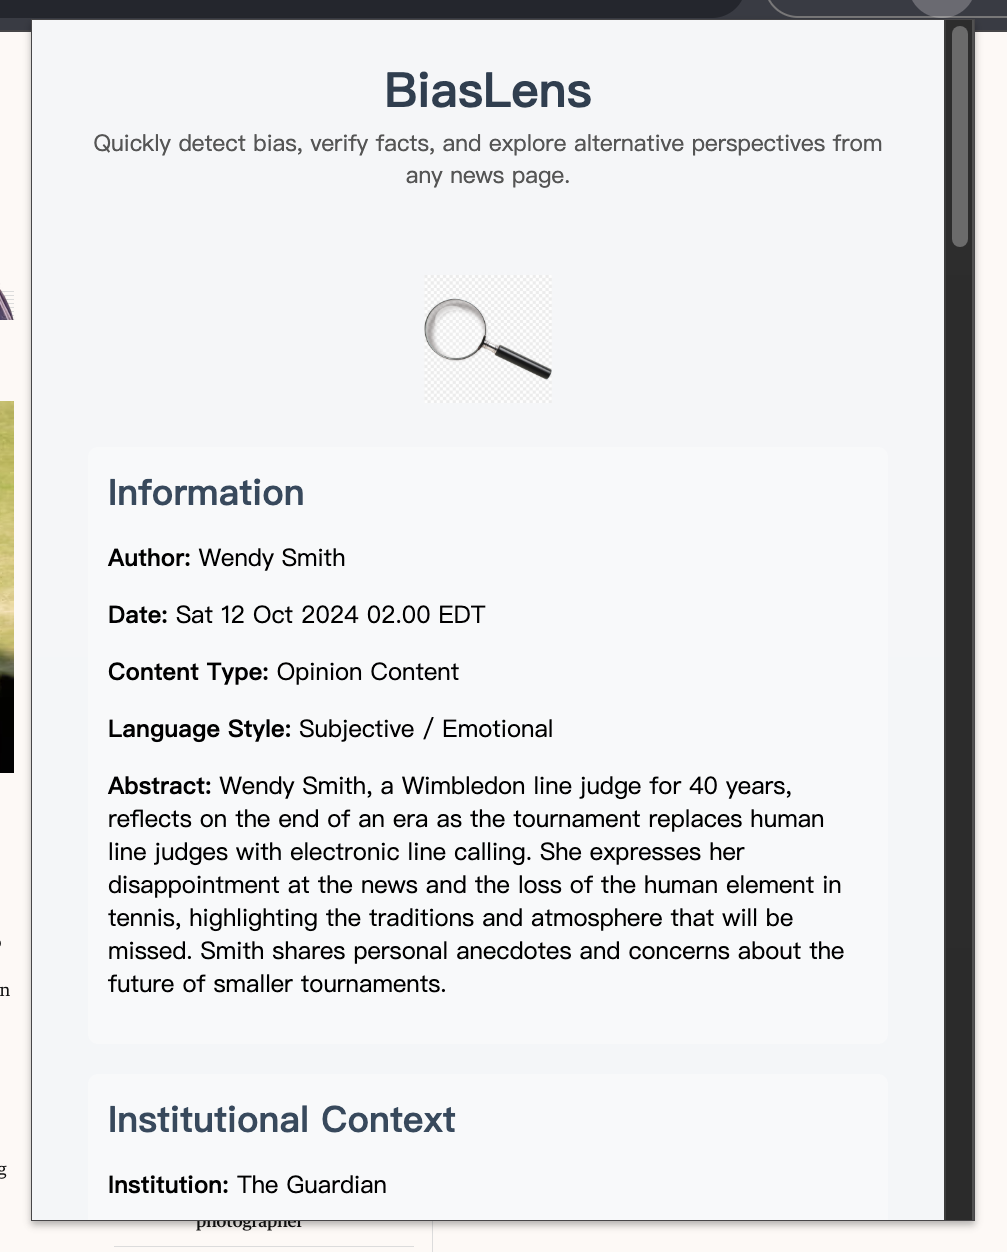 BiasLens
Quickly detect bias, verify facts, and explore alternative perspectives from
any news page.
Information
Author: Wendy Smith
Date: Sat 12 Oct 2024 02.00 EDT
Content Type: Opinion Content
Language Style: Subjective / Emotional
Abstract: Wendy Smith, a Wimbledon line judge for 40 years,
reflects on the end of an era as the tournament replaces human
line judges with electronic line calling. She expresses her
disappointment at the news and the loss of the human element in
tennis, highlighting the traditions and atmosphere that will be
missed. Smith shares personal anecdotes and concerns about the
future of smaller tournaments.
Institutional Context
Institution: The Guardian
photographer